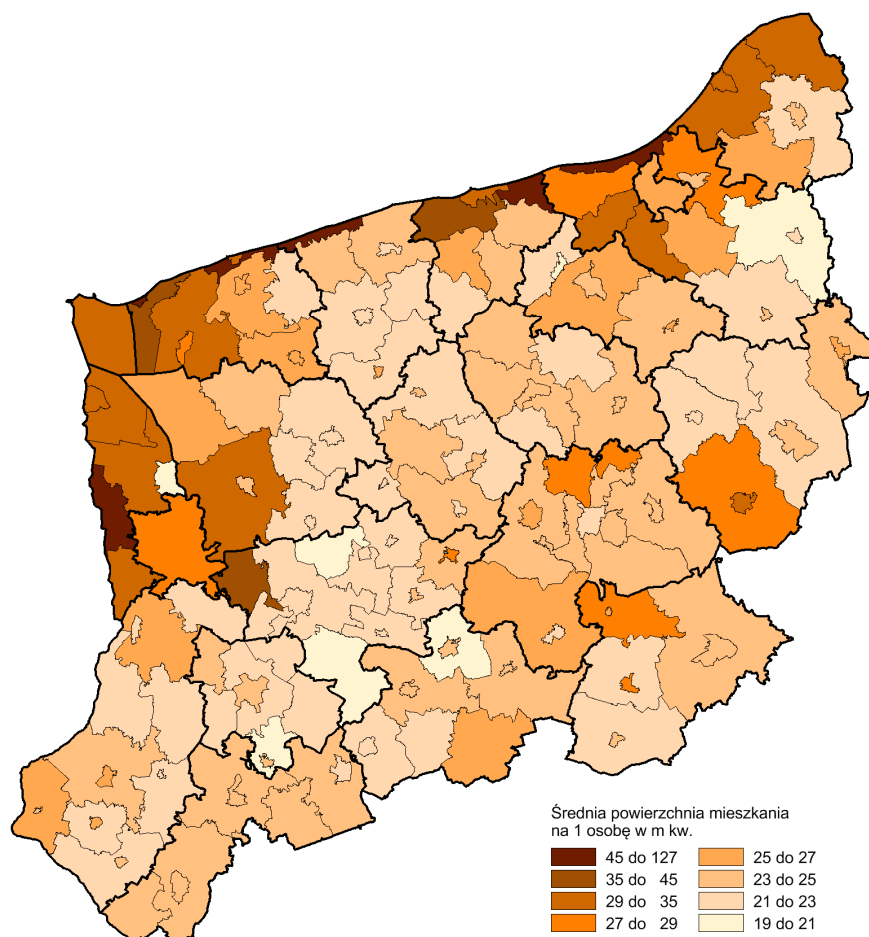 Średnia powierzchnia mieszkania
na 1 osobę w m kw.
45 do 127
35 do 45
29 do 35
27 do 29
25 do 27
23 do 25
21 do 23
19 do 21